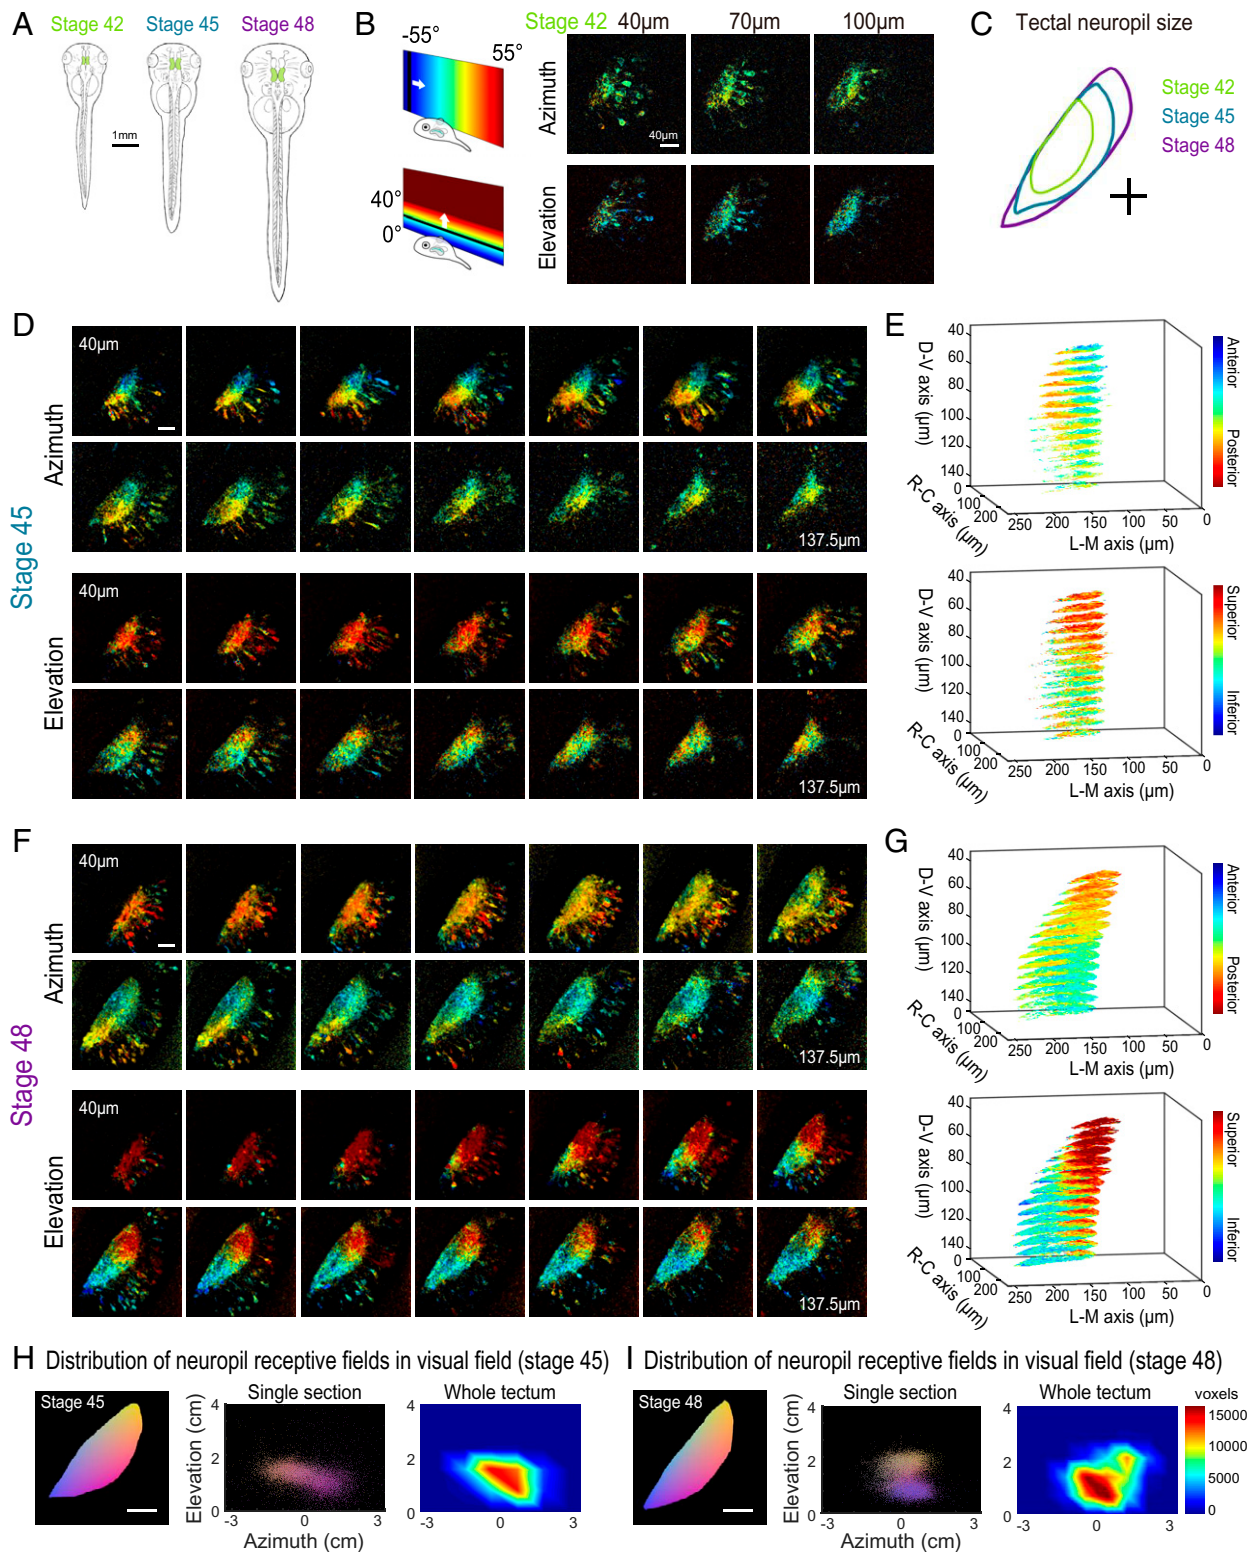 A
Stage 42
Stage 45
Stage 48
1mm
B
-55°
55°
40°
0°
Stage 42
40µm
70µm
100µm
Azimuth
40µm
Elevation
C
Tectal neuropil size
Stage 42
Stage 45
Stage 48
D
Stage 45
Azimuth
40µm
137.5µm
Elevation
40µm
137.5µm
E
D-V axis (µm)
40
60
80
100
120
140
0
100
200
R-C axis (µm)
250
200
150
100
50
0
L-M axis (µm)
Anterior
Posterior
D-V axis (µm)
40
60
80
100
120
140
0
100
200
R-C axis (µm)
250
200
150
100
50
0
L-M axis (µm)
Superior
Inferior
F
Stage 48
Azimuth
40µm
137.5µm
Elevation
40µm
137.5µm
G
D-V axis (µm)
40
60
80
100
120
140
0
100
200
R-C axis (µm)
250
200
150
100
50
0
L-M axis (µm)
Anterior
Posterior
D-V axis (µm)
40
60
80
100
120
140
0
100
200
R-C axis (µm)
250
200
150
100
50
0
L-M axis (µm)
Superior
Inferior
H Distribution of neuropil receptive fields in visual field (stage 45)
Stage 45
Single section
Elevation (cm)
4
2
0
-3
3
Azimuth (cm)
Whole tectum
4
2
0
-3
0
3
I Distribution of neuropil receptive fields in visual field (stage 48)
Stage 48
Single section
Elevation (cm)
4
2
0
-3
0
3
Azimuth (cm)
Whole tectum
4
2
0
-3
0
3
voxels
15000
10000
5000
0